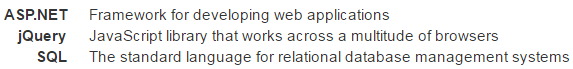 ASP.NET Framework for developing web applications
jQuery JavaScript library that works across a multitude of browsers
SQL The standard language for relational database management systems